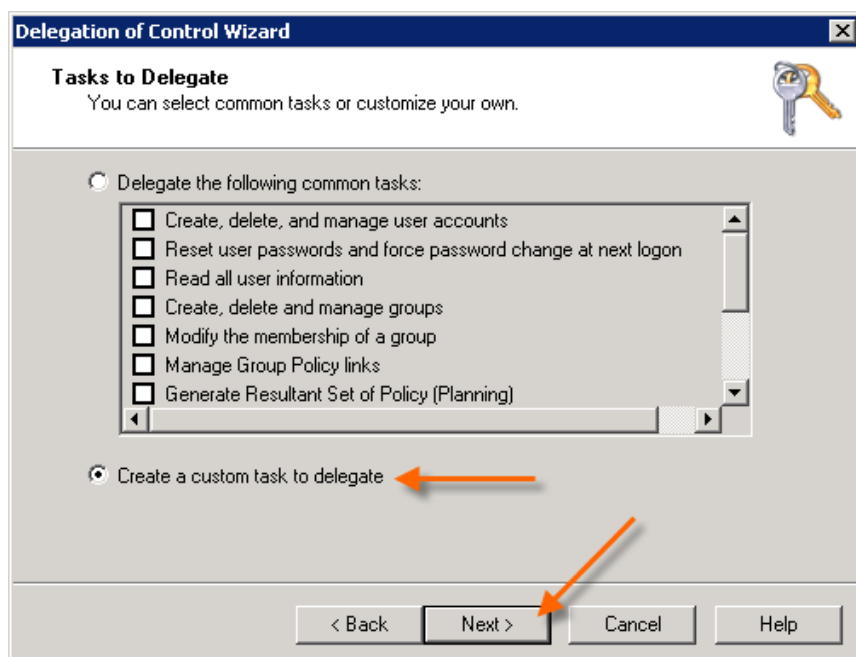 Delegation of Control Wizard
Tasks to Delegate
You can select common tasks or customize your own.
Delegate the following common tasks:
Create, delete, and manage user accounts
Reset user passwords and force password change at next logon
Read all user information
Create, delete and manage groups
Modify the membership of a group
Manage Group Policy links
Generate Resultant Set of Policy (Planning)
Create a custom task to delegate
< Back Next > Cancel Help